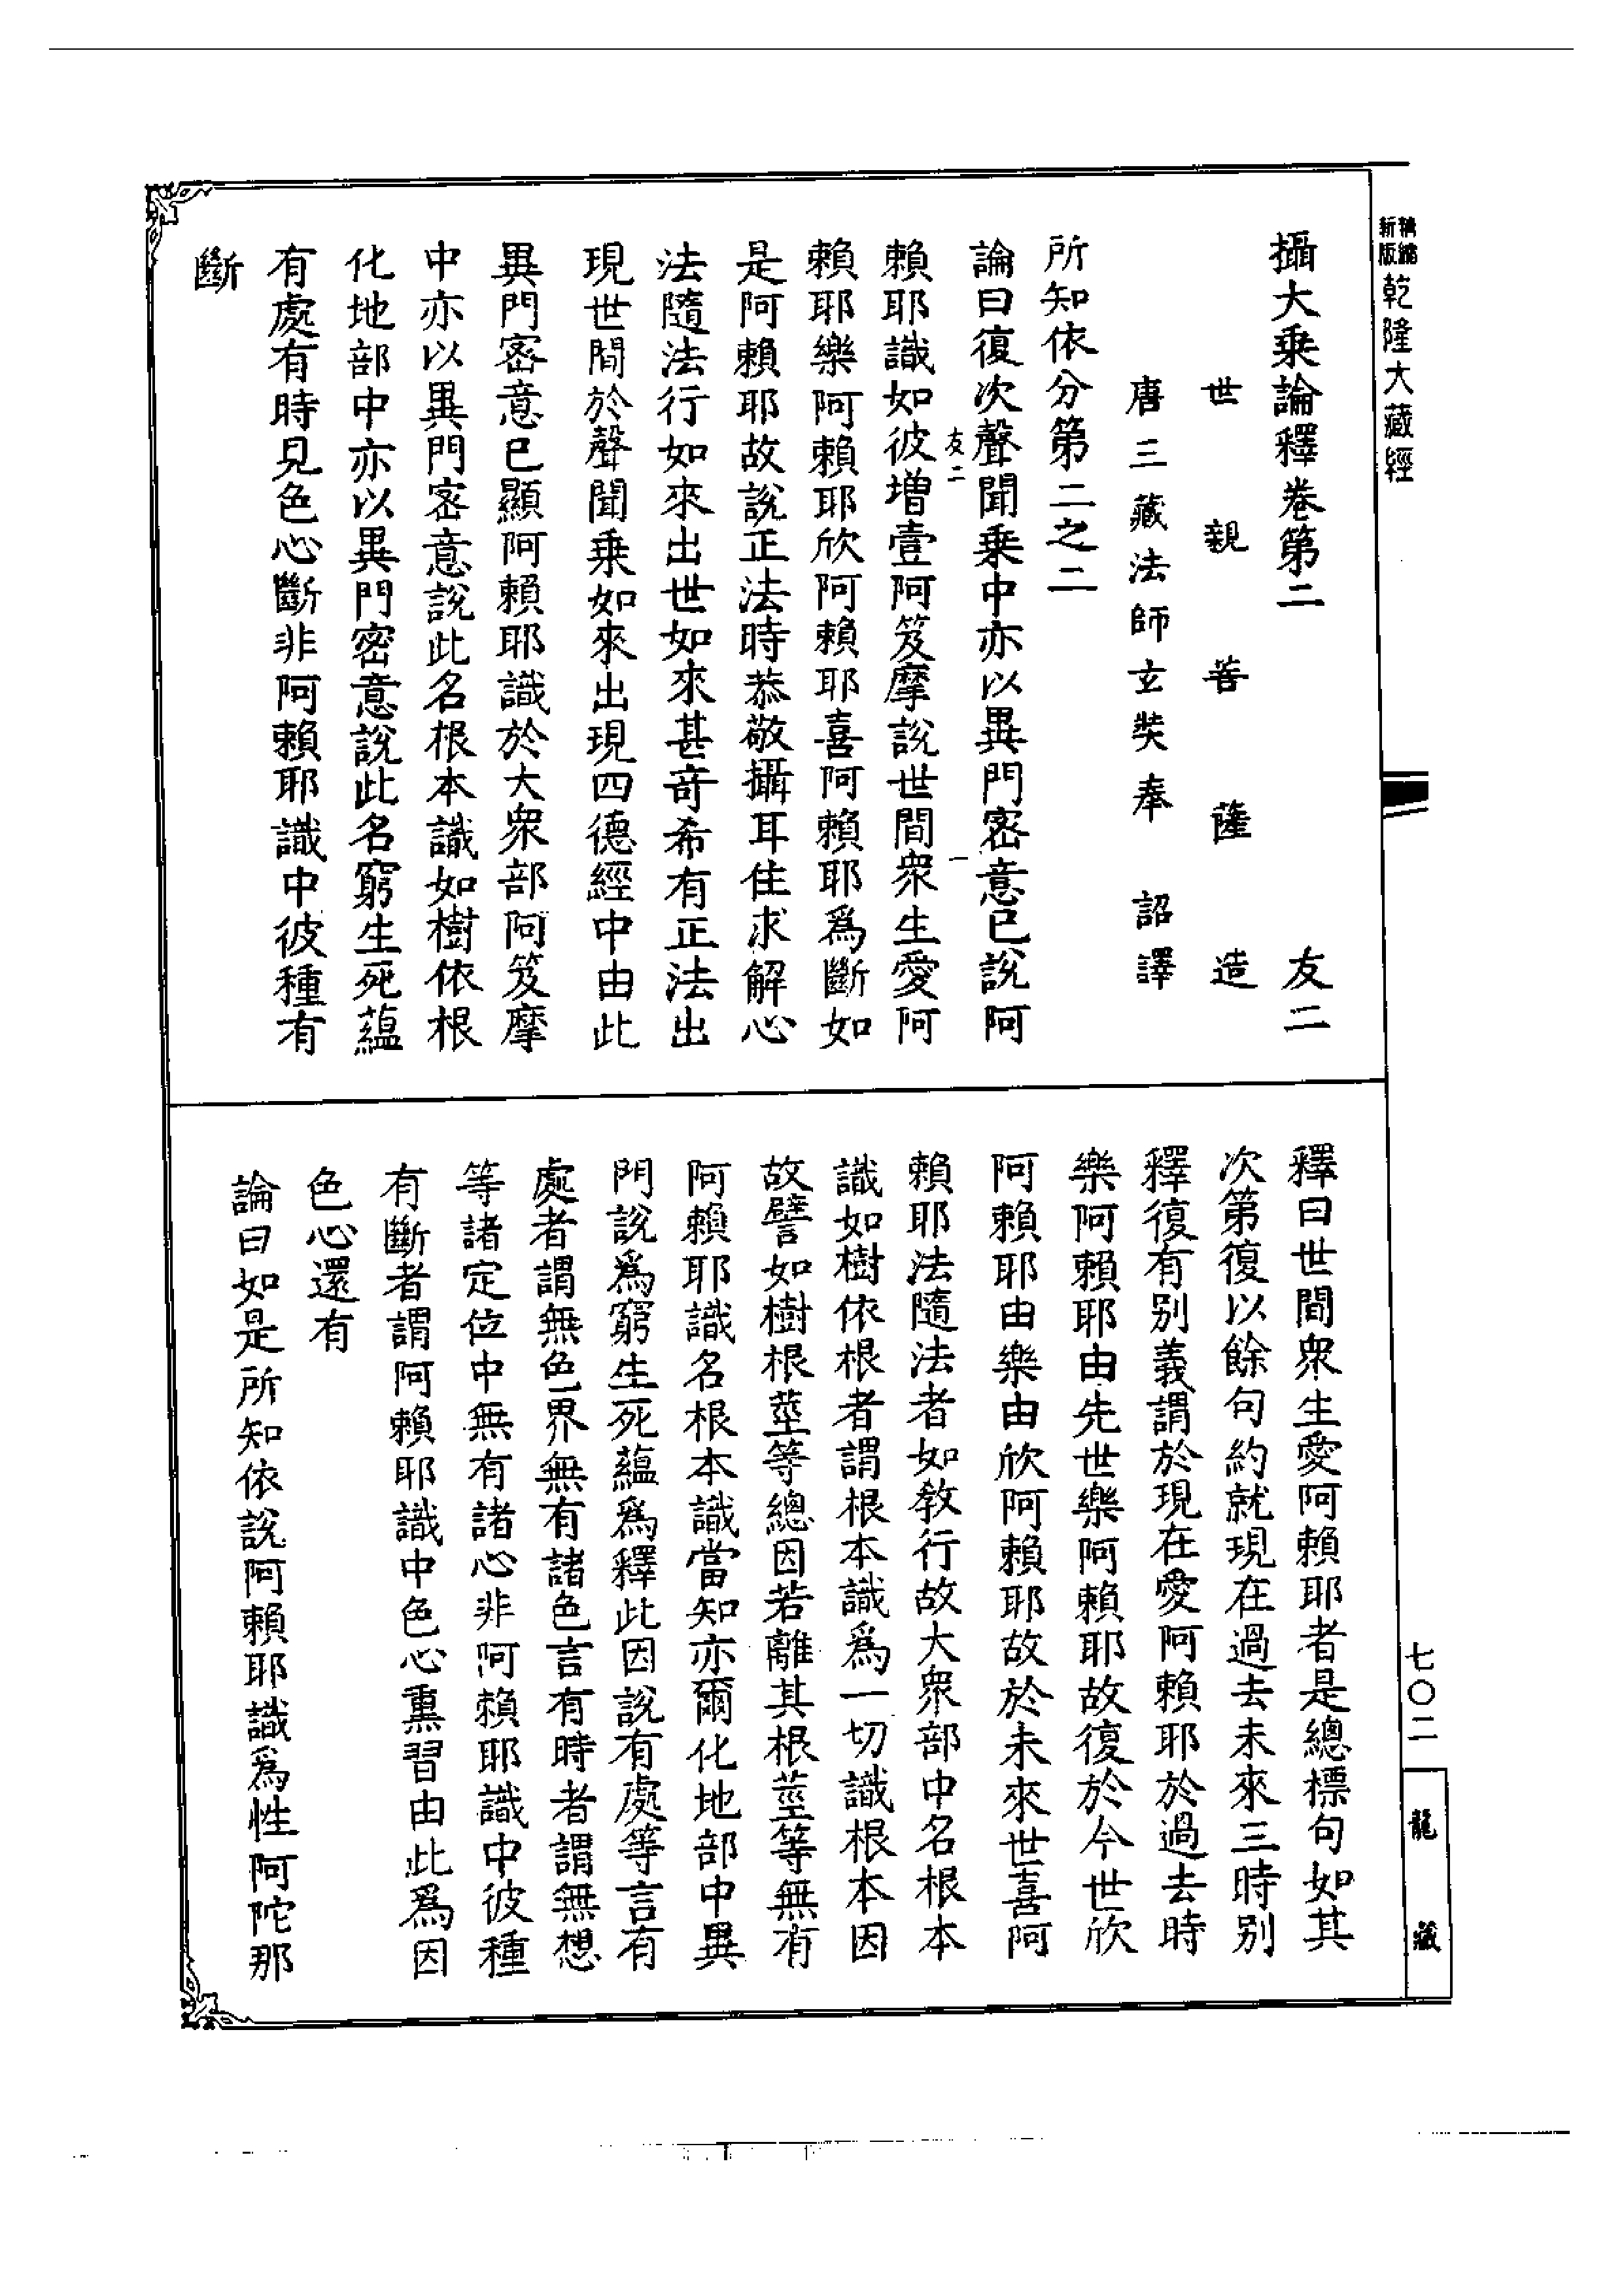 新版
精縮
乾隆大藏經
攝大乘論釋卷第二　友二
世親菩薩造
唐三藏法師玄奘奉詔譯
所知依分第二之二
論曰復次聲聞乘中亦以異門密意已說阿
友二　一
賴耶識如彼增壹阿笈摩說世間衆生愛阿
賴耶樂阿賴耶欣阿賴耶喜阿賴耶爲斷如
是阿賴耶故說正法時恭敬攝耳住求解心
法隨法行如來出世如來甚奇希有正法出
現世間於聲聞乘如來出現四德經中由此
異門密意已顯阿賴耶識於大衆部阿笈摩
中亦以異門密意說此名根本識如樹依根
化地部中亦以異門密意說此名窮生死蘊
有處有時見色心斷非阿賴耶識中彼種有
斷
釋曰世間衆生愛阿賴耶者是總標句如其
次第復以餘句約就現在過去未來三時別
釋復有別義謂於現在愛阿賴耶於過去時
樂阿賴耶由先世樂阿賴耶故復於今世欣
阿賴耶由樂由欣阿賴耶故於未來世喜阿
賴耶法隨法者如教行故大衆部中名根本
識如樹依根者謂根本識爲一切識根本因
故譬如樹根莖等總因若離其根莖等無有
阿賴耶識名根本識當知亦爾化地部中異
門說爲窮生死蘊爲釋此因說有處等言有
處者謂無色界無有諸色言有時者謂無想
等諸定位中無有諸心非阿賴耶識中彼種
有斷者謂阿賴耶識中色心熏習由此爲因
色心還有
論曰如是所知依說阿賴耶識爲性阿陀那
七〇二
龍藏